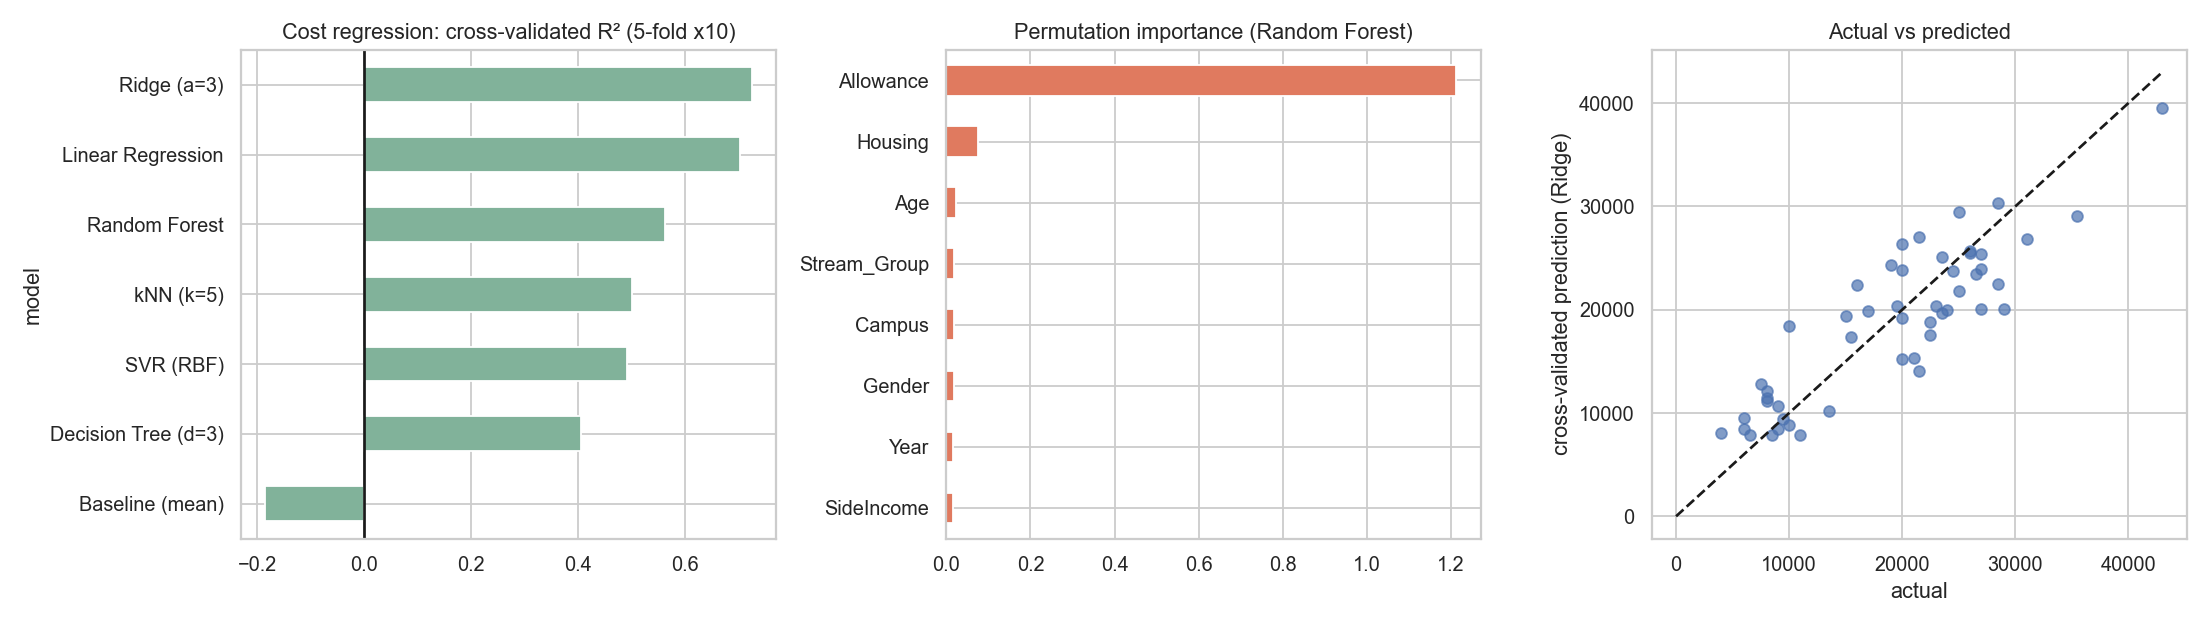 Cost regression: cross-validated R² (5-fold x10)
model
Ridge (a=3)
Linear Regression
Random Forest
kNN (k=5)
SVR (RBF)
Decision Tree (d=3)
Baseline (mean)
−0.2 0.0 0.2 0.4 0.6
Permutation importance (Random Forest)
Allowance
Housing
Age
Stream_Group
Campus
Gender
Year
SideIncome
0.0 0.2 0.4 0.6 0.8 1.0 1.2
Actual vs predicted
cross-validated prediction (Ridge)
40000
30000
20000
10000
0
0 10000 20000 30000 40000
actual